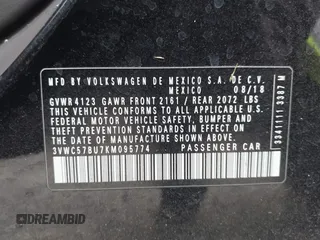 MFD BY VOLKSWAGEN DE MEXICO S.A. DE C.V.
MEXICO 08/18
GVWR 4123 GAWR FRONT 2161 / REAR 2072 LBS
THIS VEHICLE CONFORMS TO ALL APPLICABLE
FEDERAL MOTOR VEHICLE SAFETY, BUMPER,
AND THEFT PREVENTION STANDARDS IN EFFECT
ON THE DATE OF MANUFACTURE SHOWN ABOVE.
3VWC57BU7KM095774 PASSENGER CAR
3341111 3387 M
DREAMBID